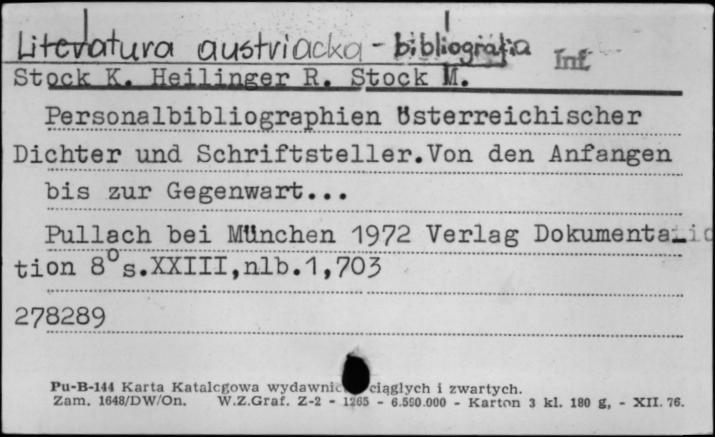 Literatura austriacka - bibliografia Inf
Stock K. Heilinger R. Stock M.
Personalbibliographien österreichischer
Dichter und Schriftsteller.Von den Anfangen
bis zur Gegenwart...
Pullach bei München 1972 Verlag Dokumenta-
tion 8⁰s.XXIII,nlb.1,703
278289
Pu-B-144 Karta Katalogowa wydawnic ciągłych i zwartych.
Zam. 1648/DW/On. W.Z.Graf. Z-2 - 1265 - 6.590.000 - Karton 3 kl. 180 g, - XII. 76.